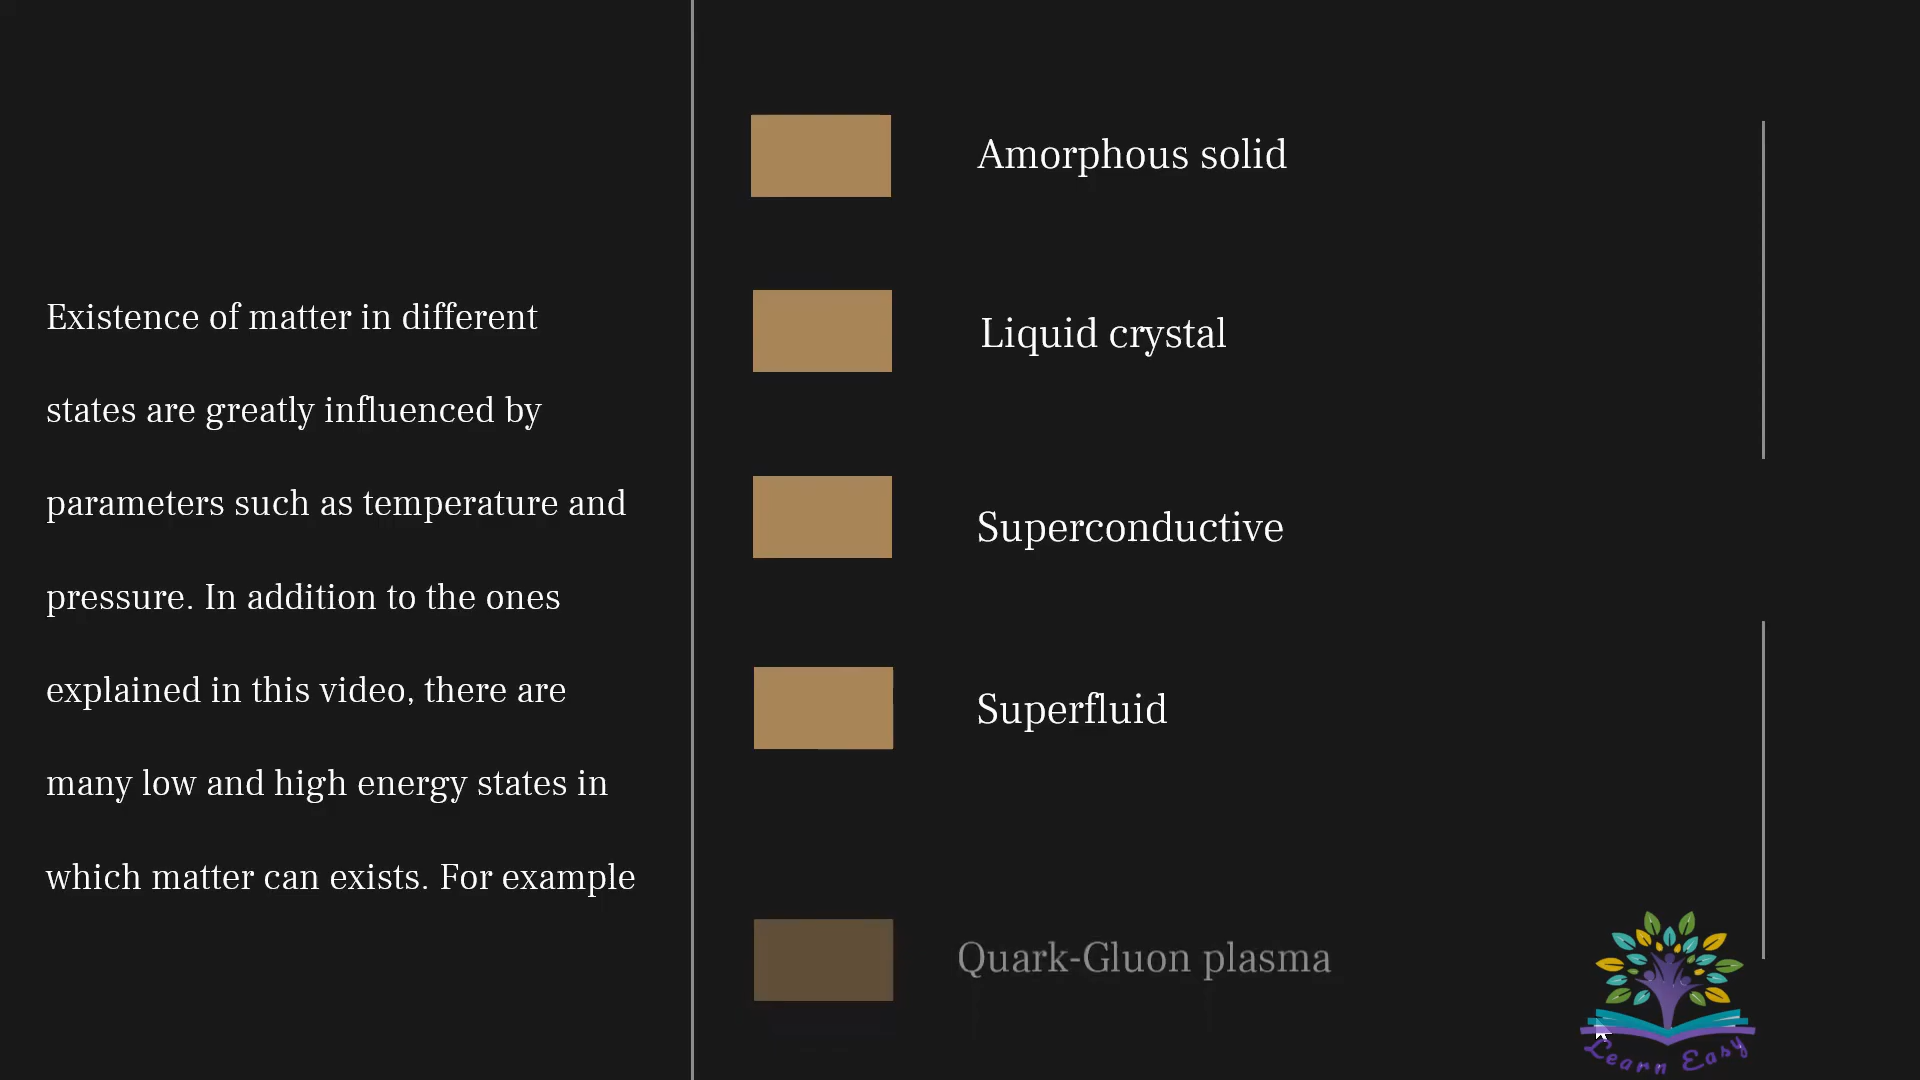 Existence of matter in different
states are greatly influenced by
parameters such as temperature and
pressure. In addition to the ones
explained in this video, there are
many low and high energy states in
which matter can exists. For example
Amorphous solid
Liquid crystal
Superconductive
Superfluid
Quark-Gluon plasma
Learn Easy